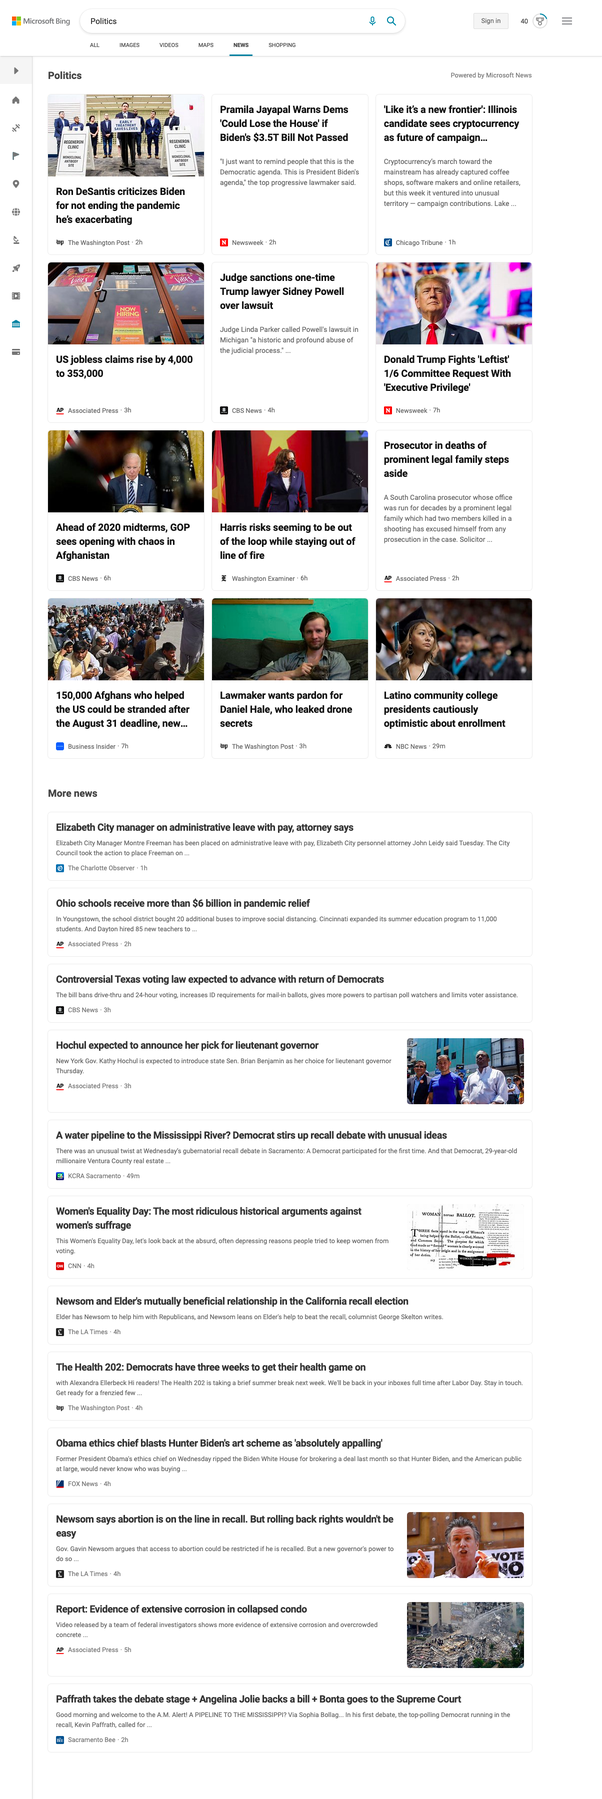 Microsoft Bing
Politics
Sign in
40
ALL
IMAGES
VIDEOS
MAPS
NEWS
SHOPPING
Politics
Powered by Microsoft News
EARLY
TREATMENT
SAVES LIVES
REGENERON
CLINIC
MONOCLONAL
ANTIBODY
SITE
REGENERON
CLINIC
MONOCLONAL
ANTIBODY
SITE
Ron DeSantis criticizes Biden
for not ending the pandemic
he's exacerbating
The Washington Post · 2h
Pramila Jayapal Warns Dems
'Could Lose the House' if
Biden's $3.5T Bill Not Passed
"I just want to remind people that this is the
Democratic agenda. This is President Biden's
agenda," the top progressive lawmaker said.
Newsweek · 2h
'Like it's a new frontier': Illinois
candidate sees cryptocurrency
as future of campaign...
Cryptocurrency's march toward the
mainstream has already captured coffee
shops, software makers and online retailers,
but this week it ventured into unusual
territory — campaign contributions. Lake ...
Chicago Tribune · 1h
NOW
HIRING
US jobless claims rise by 4,000
to 353,000
AP Associated Press · 3h
Judge sanctions one-time
Trump lawyer Sidney Powell
over lawsuit
Judge Linda Parker called Powell's lawsuit in
Michigan "a historic and profound abuse of
the judicial process." ...
CBS News · 4h
Donald Trump Fights 'Leftist'
1/6 Committee Request With
'Executive Privilege'
Newsweek · 7h
Ahead of 2020 midterms, GOP
sees opening with chaos in
Afghanistan
CBS News · 6h
Harris risks seeming to be out
of the loop while staying out of
line of fire
Washington Examiner · 6h
Prosecutor in deaths of
prominent legal family steps
aside
A South Carolina prosecutor whose office
was run for decades by a prominent legal
family which had two members killed in a
shooting has excused himself from any
prosecution in the case. Solicitor ...
AP Associated Press · 2h
150,000 Afghans who helped
the US could be stranded after
the August 31 deadline, new...
Business Insider · 7h
Lawmaker wants pardon for
Daniel Hale, who leaked drone
secrets
The Washington Post · 3h
Latino community college
presidents cautiously
optimistic about enrollment
NBC News · 29m
More news
Elizabeth City manager on administrative leave with pay, attorney says
Elizabeth City Manager Montre Freeman has been placed on administrative leave with pay, Elizabeth City personnel attorney John Leidy said Tuesday. The City
Council took the action to place Freeman on ...
The Charlotte Observer · 1h
Ohio schools receive more than $6 billion in pandemic relief
In Youngstown, the school district bought 20 additional buses to improve social distancing. Cincinnati expanded its summer education program to 11,000
students. And Dayton hired 85 new teachers to ...
AP Associated Press · 2h
Controversial Texas voting law expected to advance with return of Democrats
The bill bans drive-thru and 24-hour voting, increases ID requirements for mail-in ballots, gives more powers to partisan poll watchers and limits voter assistance.
CBS News · 3h
Hochul expected to announce her pick for lieutenant governor
New York Gov. Kathy Hochul is expected to introduce state Sen. Brian Benjamin as her choice for lieutenant governor
Thursday.
AP Associated Press · 3h
A water pipeline to the Mississippi River? Democrat stirs up recall debate with unusual ideas
There was an unusual twist at Wednesday's gubernatorial recall debate in Sacramento: A Democrat participated for the first time. And that Democrat, 29-year-old
millionaire Ventura County real estate ...
KCRA Sacramento · 49m
Women's Equality Day: The most ridiculous historical arguments against
women's suffrage
This Women's Equality Day, let's look back at the absurd, often depressing reasons people tried to keep women from
voting.
CNN · 4h
WOMAN BALLOT.
Newsom and Elder's mutually beneficial relationship in the California recall election
Elder has Newsom to help him with Republicans, and Newsom leans on Elder's help to beat the recall, columnist George Skelton writes.
The LA Times · 4h
The Health 202: Democrats have three weeks to get their health game on
with Alexandra Ellerbeck Hi readers! The Health 202 is taking a brief summer break next week. We'll be back in your inboxes full time after Labor Day. Stay in touch.
Get ready for a frenzied few ...
The Washington Post · 4h
Obama ethics chief blasts Hunter Biden's art scheme as 'absolutely appalling'
Former President Obama's ethics chief on Wednesday ripped the Biden White House for brokering a deal last month so that Hunter Biden, and the American public
at large, would never know who was buying ...
FOX News · 4h
Newsom says abortion is on the line in recall. But rolling back rights wouldn't be
easy
Gov. Gavin Newsom argues that access to abortion could be restricted if he is recalled. But a new governor's power to
do so ...
The LA Times · 4h
VOTE
NO
Report: Evidence of extensive corrosion in collapsed condo
Video released by a team of federal investigators shows more evidence of extensive corrosion and overcrowded
concrete ...
AP Associated Press · 5h
Paffrath takes the debate stage + Angelina Jolie backs a bill + Bonta goes to the Supreme Court
Good morning and welcome to the A.M. Alert! A PIPELINE TO THE MISSISSIPPI? Via Sophia Bollag... In his first debate, the top-polling Democrat running in the
recall, Kevin Paffrath, called for ...
Sacramento Bee · 2h